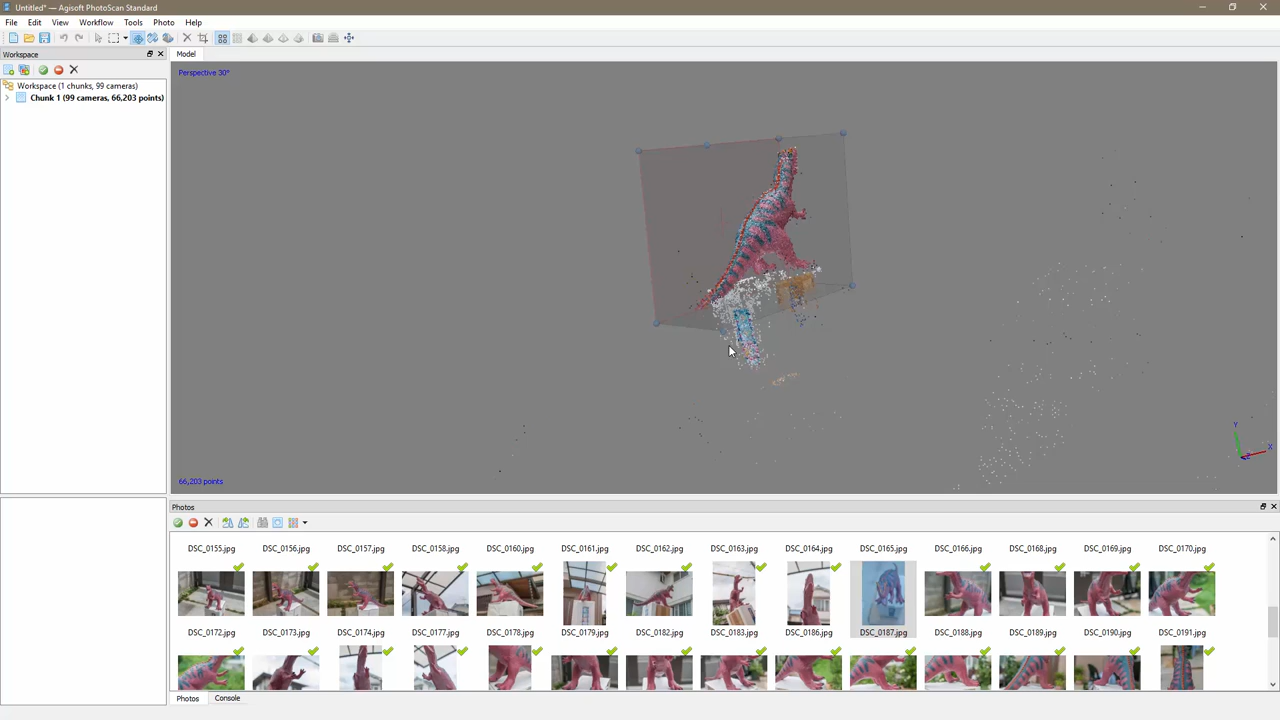 Untitled* — Agisoft PhotoScan Standard
File Edit View Workflow Tools Photo Help
Workspace
Model
Workspace (1 chunks, 99 cameras)
Chunk 1 (99 cameras, 66,203 points)
Perspective 30°
Y
X
66,203 points
Photos
DSC_0155.jpg DSC_0156.jpg DSC_0157.jpg DSC_0158.jpg DSC_0160.jpg DSC_0161.jpg DSC_0162.jpg DSC_0163.jpg DSC_0164.jpg DSC_0165.jpg DSC_0166.jpg DSC_0168.jpg DSC_0169.jpg DSC_0170.jpg
DSC_0172.jpg DSC_0173.jpg DSC_0174.jpg DSC_0177.jpg DSC_0178.jpg DSC_0179.jpg DSC_0182.jpg DSC_0183.jpg DSC_0186.jpg DSC_0187.jpg DSC_0188.jpg DSC_0189.jpg DSC_0190.jpg DSC_0191.jpg
Photos Console